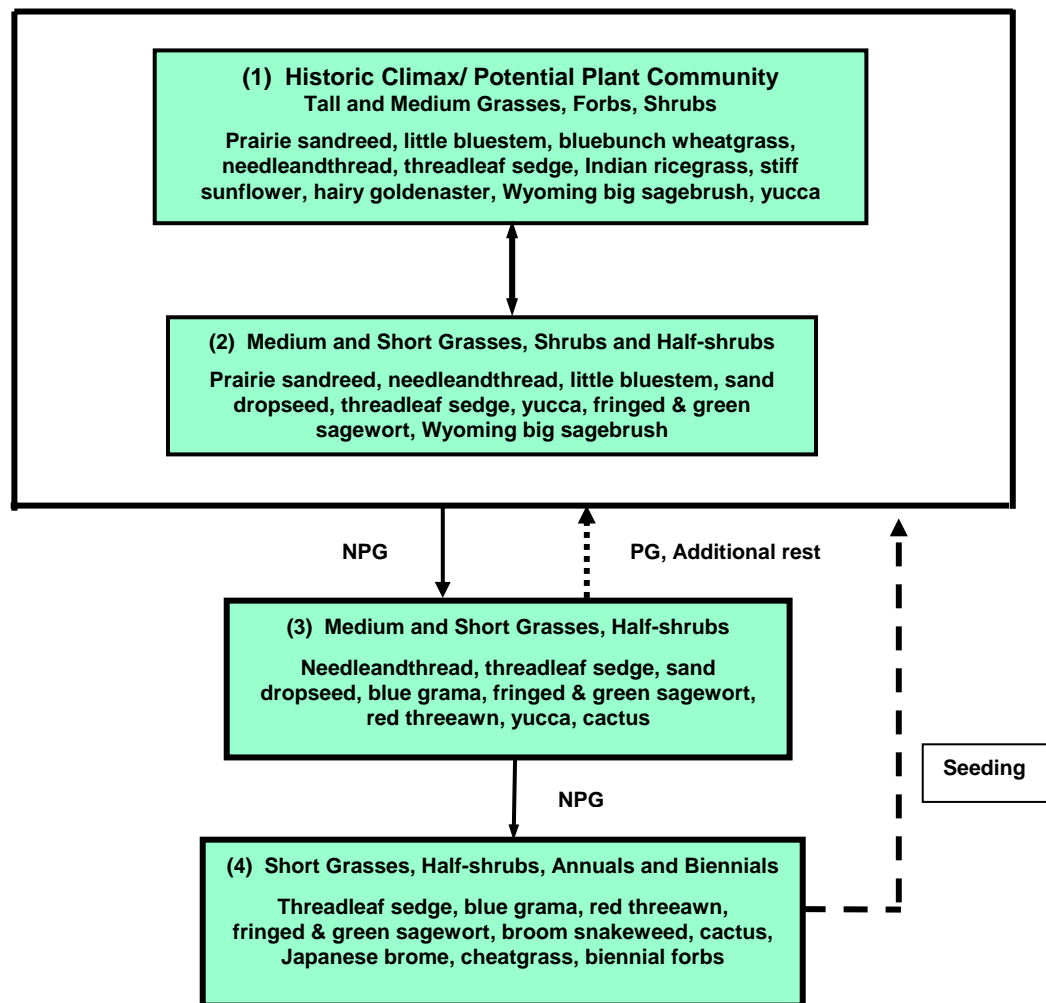 (1) Historic Climax/ Potential Plant Community
Tall and Medium Grasses, Forbs, Shrubs
Prairie sandreed, little bluestem, bluebunch wheatgrass,
needleandthread, threadleaf sedge, Indian ricegrass, stiff
sunflower, hairy goldenaster, Wyoming big sagebrush, yucca
(2) Medium and Short Grasses, Shrubs and Half-shrubs
Prairie sandreed, needleandthread, little bluestem, sand
dropseed, threadleaf sedge, yucca, fringed & green
sagewort, Wyoming big sagebrush
NPG
PG, Additional rest
(3) Medium and Short Grasses, Half-shrubs
Needleandthread, threadleaf sedge, sand
dropseed, blue grama, fringed & green sagewort,
red threeawn, yucca, cactus
Seeding
NPG
(4) Short Grasses, Half-shrubs, Annuals and Biennials
Threadleaf sedge, blue grama, red threeawn,
fringed & green sagewort, broom snakeweed, cactus,
Japanese brome, cheatgrass, biennial forbs